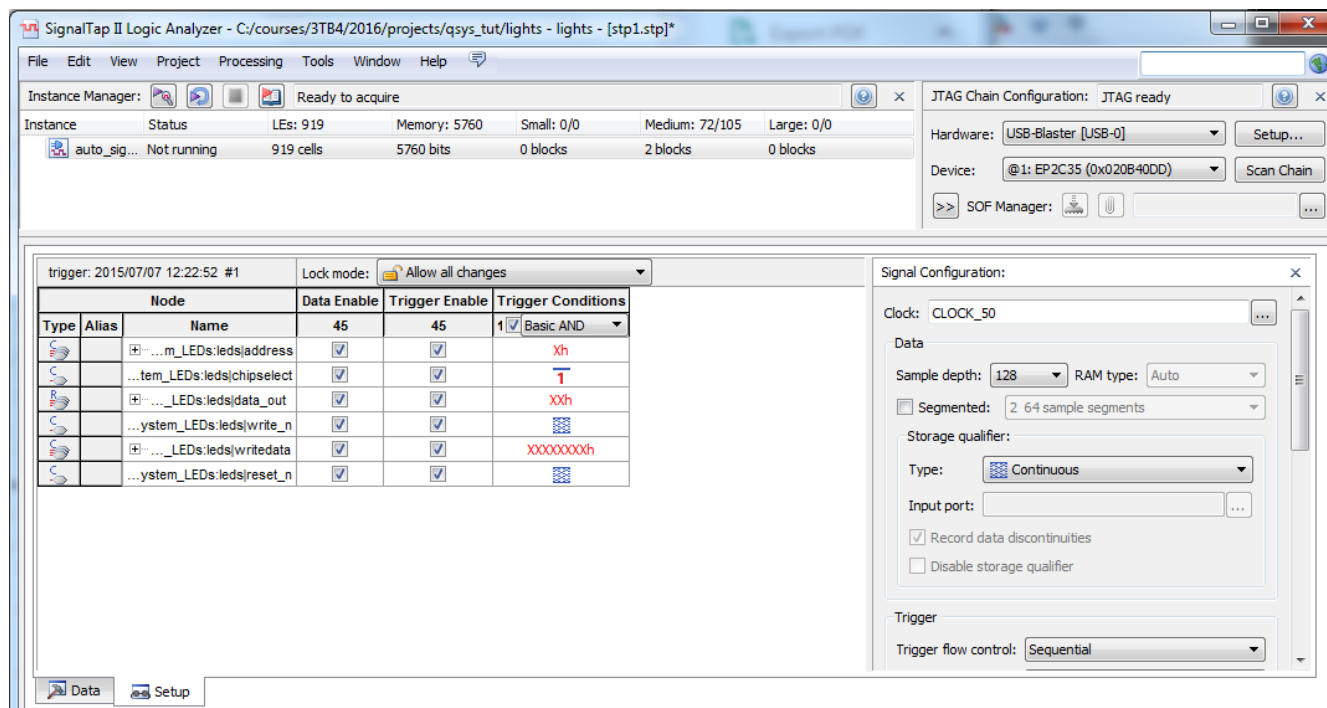 SignalTap II Logic Analyzer - C:/courses/3TB4/2016/projects/qsys_tut/lights - lights - [stp1.stp]*
File Edit View Project Processing Tools Window Help
Instance Manager: Ready to acquire
Instance Status LEs: 919 Memory: 5760 Small: 0/0 Medium: 72/105 Large: 0/0
auto_sig... Not running 919 cells 5760 bits 0 blocks 2 blocks 0 blocks
JTAG Chain Configuration: JTAG ready
Hardware: USB-Blaster [USB-0] Setup...
Device: @1: EP2C35 (0x020B40DD) Scan Chain
>> SOF Manager: ...
trigger: 2015/07/07 12:22:52 #1 Lock mode: Allow all changes
Node Data Enable Trigger Enable Trigger Conditions
Type Alias Name 45 45 1 Basic AND
...m_LEDs:leds|address Xh
...tem_LEDs:leds|chipselect 1
..._LEDs:leds|data_out XXh
...ystem_LEDs:leds|write_n
..._LEDs:leds|writedata XXXXXXXXh
...ystem_LEDs:leds|reset_n
Signal Configuration:
Clock: CLOCK_50 ...
Data
Sample depth: 128 RAM type: Auto
Segmented: 2 64 sample segments
Storage qualifier:
Type: Continuous
Input port: ...
Record data discontinuities
Disable storage qualifier
Trigger
Trigger flow control: Sequential
Data Setup